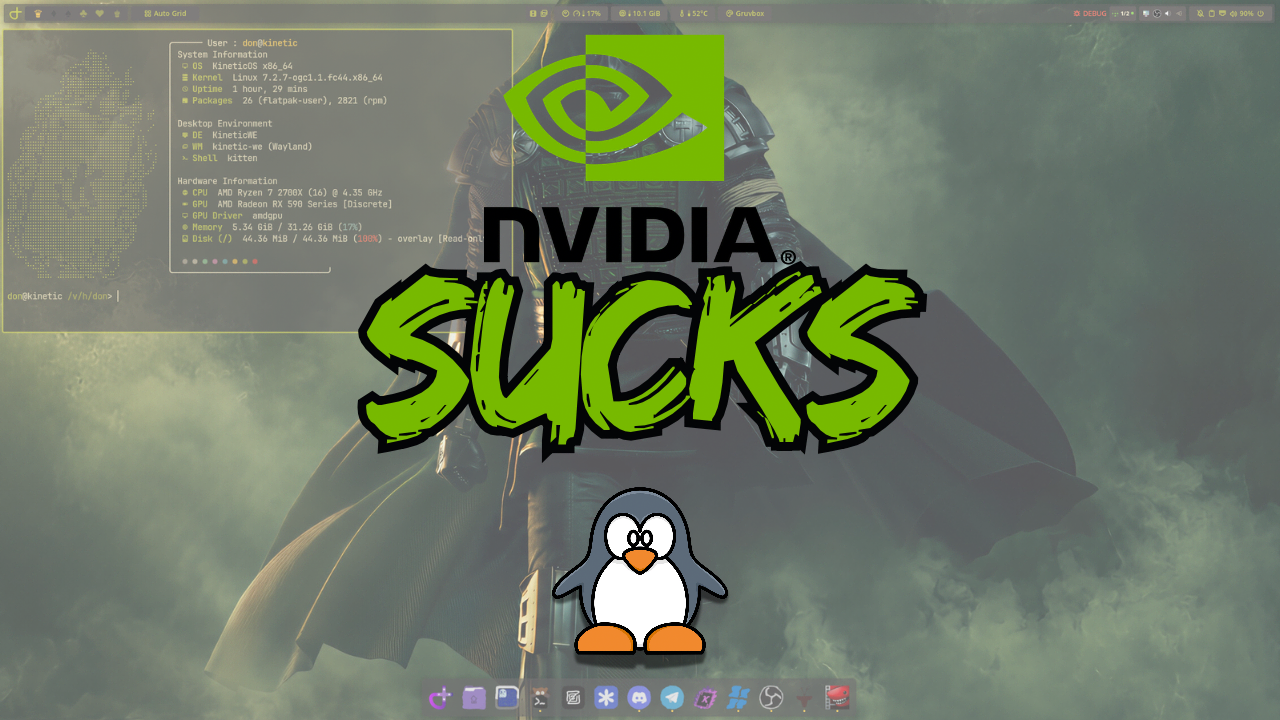 Auto Grid
17%
10.1 GiB
52°C
Gruvbox
DEBUG
1/2
90%
User : don@kinetic
System Information
OS KineticOS x86_64
Kernel Linux 7.2.7-ogc1.1.fc44.x86_64
Uptime 1 hour, 29 mins
Packages 26 (flatpak-user), 2821 (rpm)
Desktop Environment
DE KineticWE
WM kinetic-we (Wayland)
Shell kitten
Hardware Information
CPU AMD Ryzen 7 2700X (16) @ 4.35 GHz
GPU AMD Radeon RX 590 Series [Discrete]
GPU Driver amdgpu
Memory 5.34 GiB / 31.26 GiB (17%)
Disk (/) 44.36 MiB / 44.36 MiB (100%) - overlay [Read-only
don@kinetic /v/h/don>
NVIDIA®
SUCKS